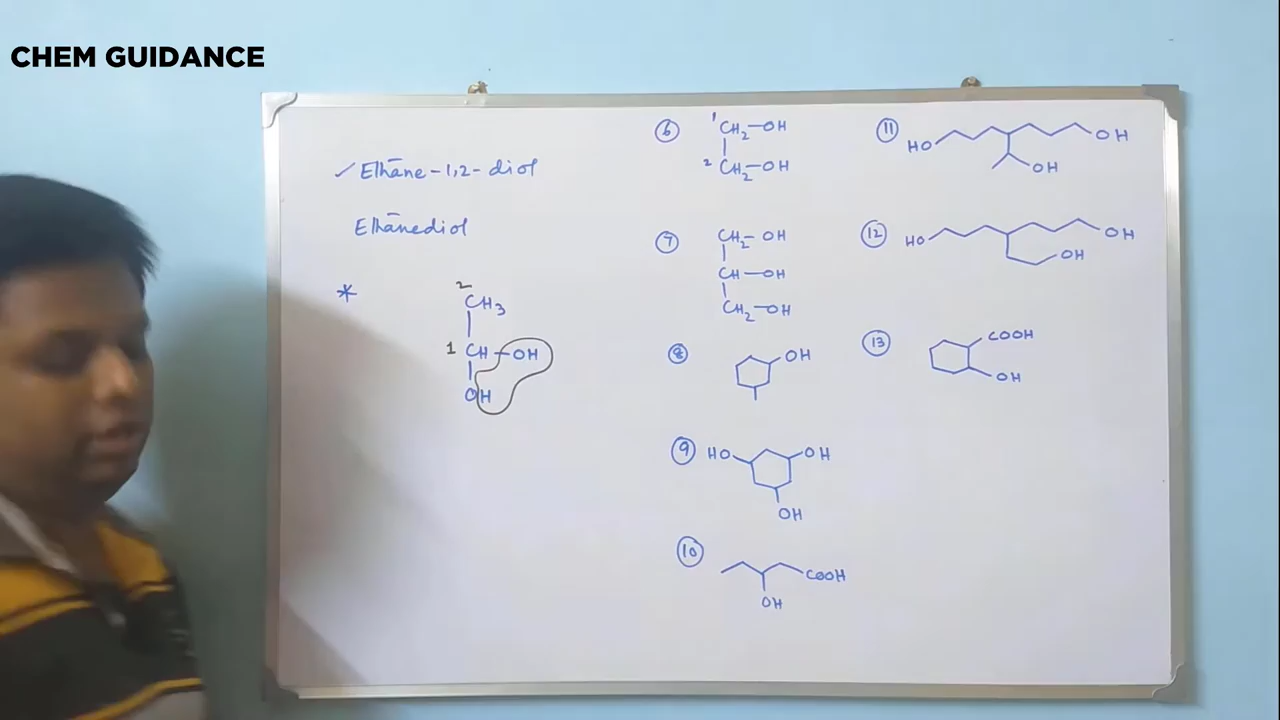 CHEM GUIDANCE
✓ Ethane-1,2-diol
Ethanediol
*
2
CH3
1 CH-OH
OH
6
1 CH2-OH
2 CH2-OH
7
CH2-OH
CH-OH
CH2-OH
8
OH
9
HO OH
OH
10
COOH
OH
11
HO OH
OH
12
HO OH
OH
13
COOH
OH